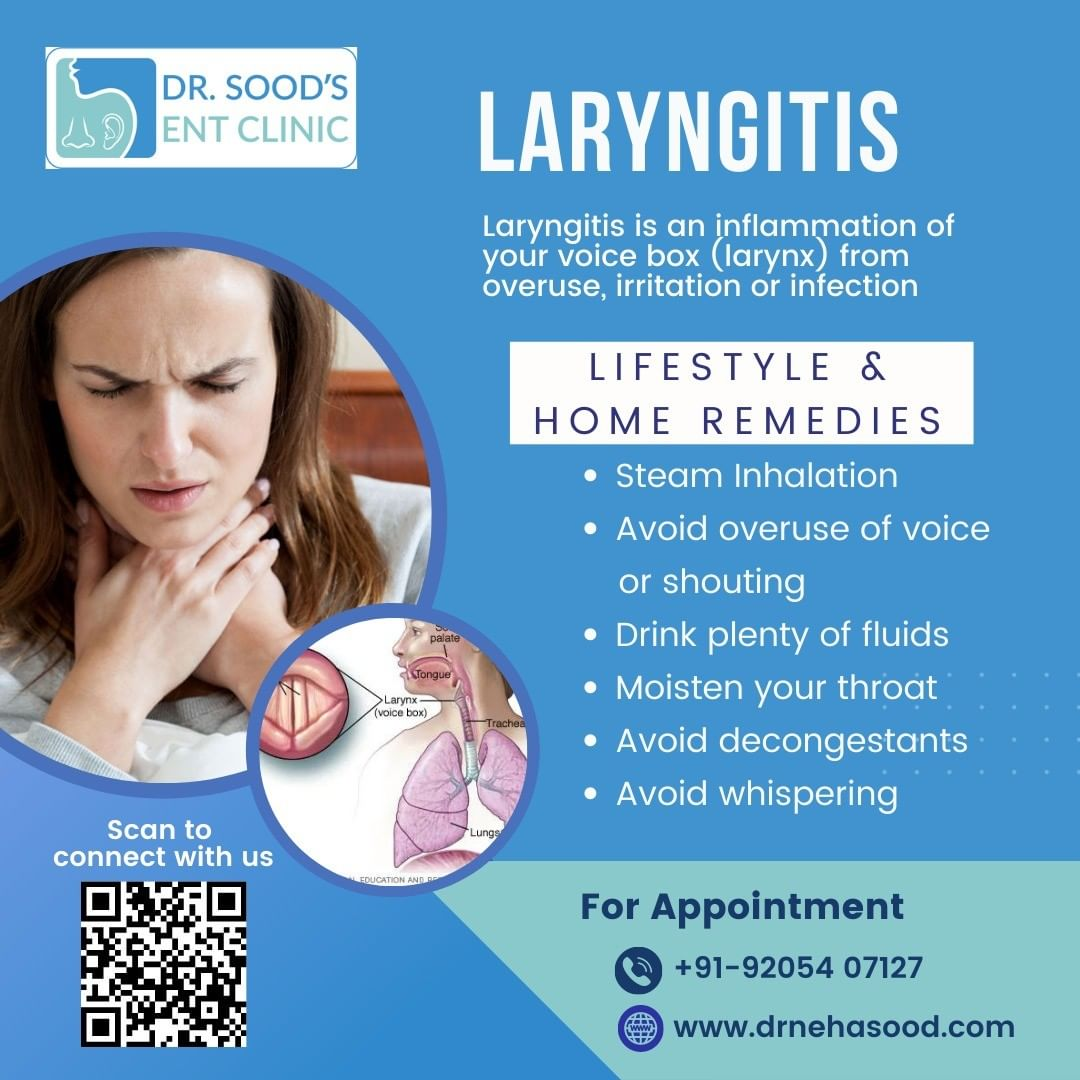 DR. SOOD'S
ENT CLINIC
LARYNGITIS
Laryngitis is an inflammation of
your voice box (larynx) from
overuse, irritation or infection
LIFESTYLE &
HOME REMEDIES
• Steam Inhalation
• Avoid overuse of voice
or shouting
• Drink plenty of fluids
• Moisten your throat
• Avoid decongestants
• Avoid whispering
palate
Tongue
Larynx
(voice box)
Trachea
Lungs
EDUCATION AND
Scan to
connect with us
For Appointment
+91-92054 07127
www.drnehasood.com